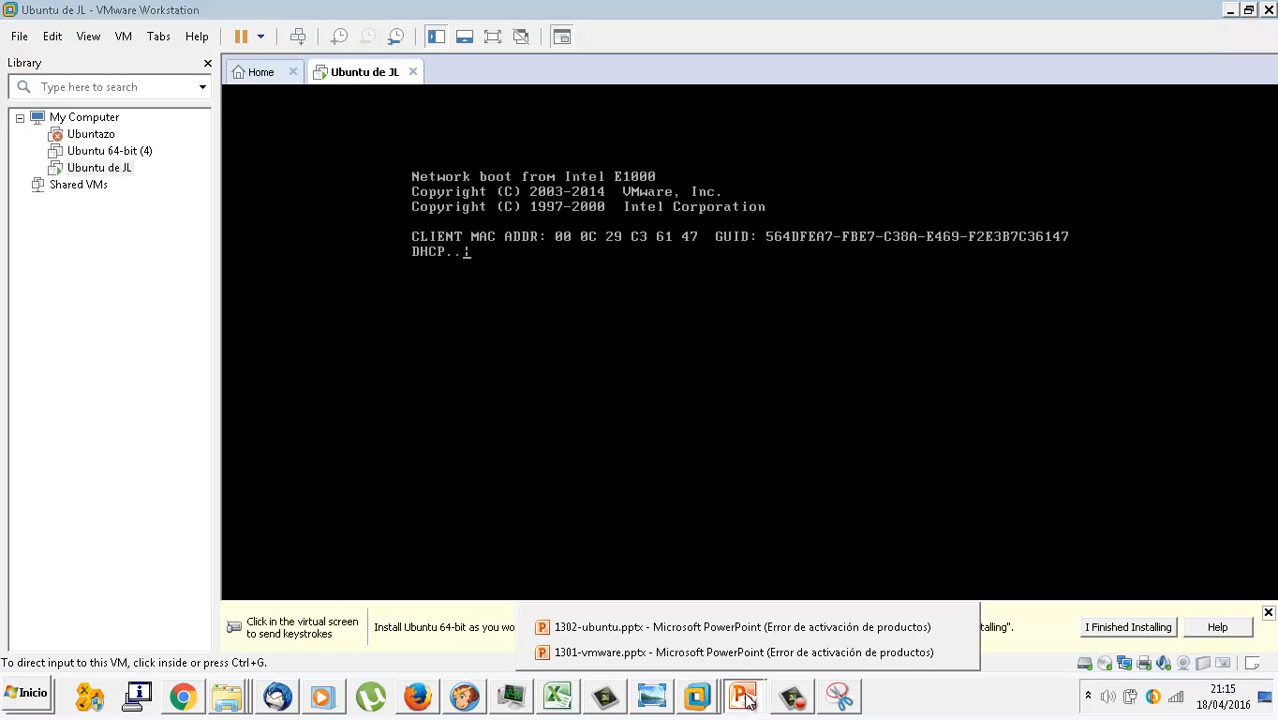 Ubuntu de JL - VMware Workstation
File Edit View VM Tabs Help
Library
Home
Ubuntu de JL
Type here to search
My Computer
Ubuntazo
Ubuntu 64-bit (4)
Ubuntu de JL
Shared VMs
Network boot from Intel E1000
Copyright (C) 2003-2014 VMware, Inc.
Copyright (C) 1997-2000 Intel Corporation
CLIENT MAC ADDR: 00 0C 29 C3 61 47 GUID: 564DFEA7-FBE7-C38A-E469-F2E3B7C36147
DHCP..¦
Click in the virtual screen
to send keystrokes
Install Ubuntu 64-bit as you wo
1302-ubuntu.pptx - Microsoft PowerPoint (Error de activación de productos)
1301-vmware.pptx - Microsoft PowerPoint (Error de activación de productos)
talling".
I Finished Installing
Help
To direct input to this VM, click inside or press Ctrl+G.
Inicio
21:15
18/04/2016